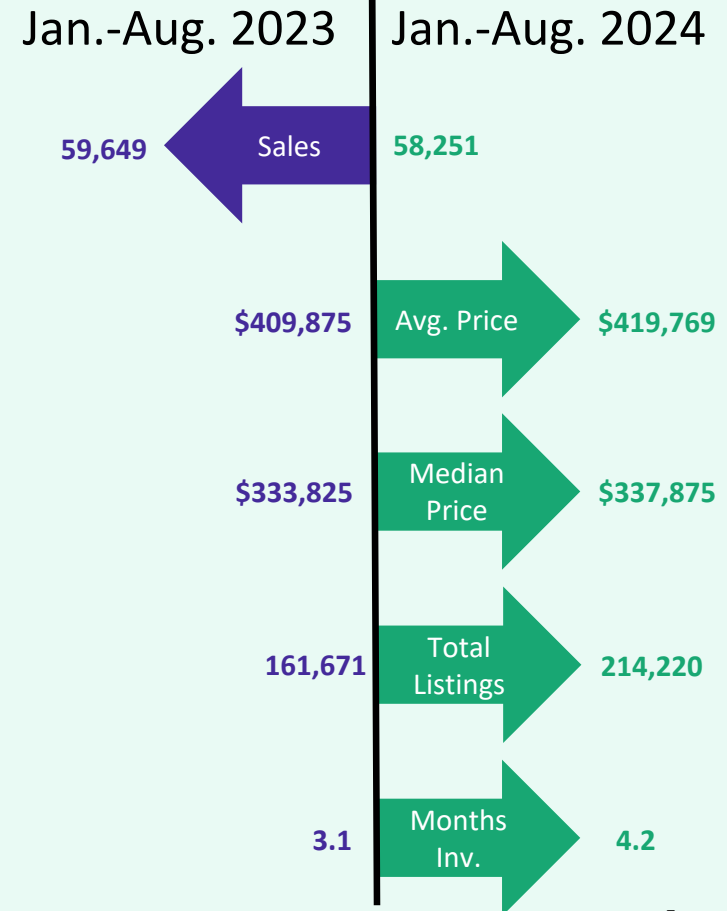 Jan.-Aug. 2023
Jan.-Aug. 2024
59,649
Sales
58,251
$409,875
Avg. Price
$419,769
$333,825
Median
Price
$337,875
161,671
Total
Listings
214,220
3.1
Months
Inv.
4.2